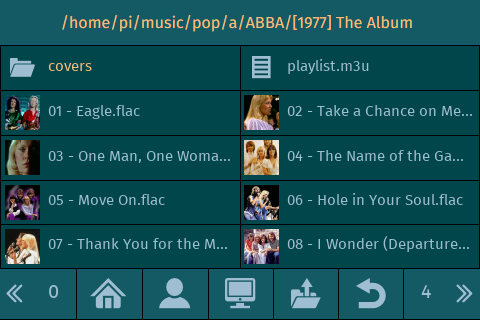 /home/pi/music/pop/a/ABBA/[1977] The Album
covers
playlist.m3u
01 - Eagle.flac
02 - Take a Chance on Me...
03 - One Man, One Woma...
04 - The Name of the Ga...
05 - Move On.flac
06 - Hole in Your Soul.flac
07 - Thank You for the M...
08 - I Wonder (Departure...
0
4